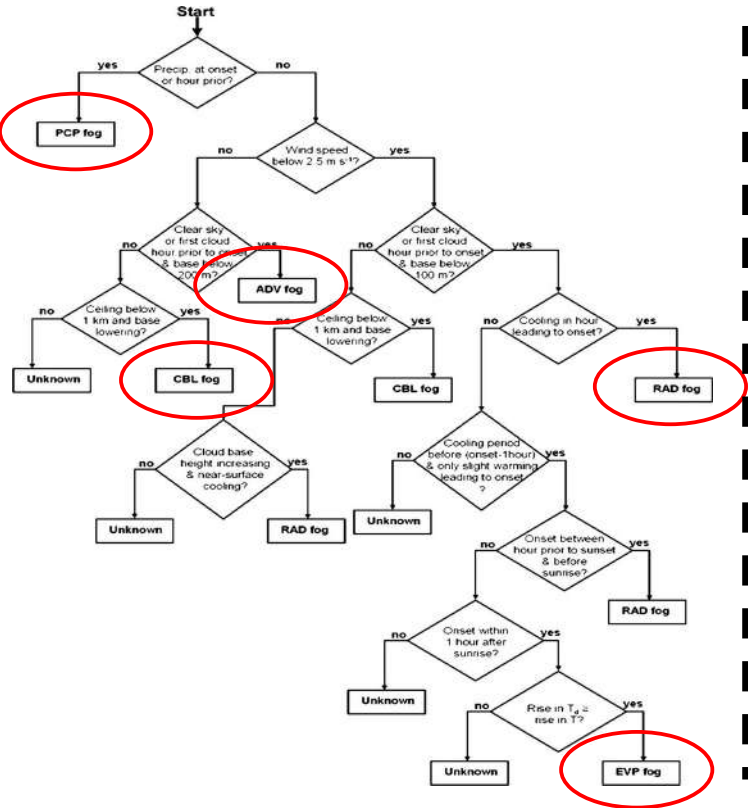 Start
Precip. at onset
or hour prior?
yes
no
PCP fog
Wind speed
below 2.5 m s⁻¹?
no
yes
Clear sky
or first cloud
hour prior to onset
& base below
200 m?
no
yes
ADV fog
Clear sky
or first cloud
hour prior to onset
& base below
100 m?
no
yes
Ceiling below
1 km and base
lowering?
no
yes
Unknown
CBL fog
Ceiling below
1 km and base
lowering?
no
yes
CBL fog
Cooling in hour
leading to onset?
no
yes
RAD fog
Cloud base
height increasing
& near-surface
cooling?
no
yes
Unknown
RAD fog
Cooling period
before (onset-1hour)
& only slight warming
leading to onset
?
no
yes
Unknown
Onset between
hour prior to sunset
& before
sunrise?
no
yes
RAD fog
Onset within
1 hour after
sunrise?
no
yes
Unknown
Rise in Td ≥
rise in T?
no
yes
Unknown
EVP fog